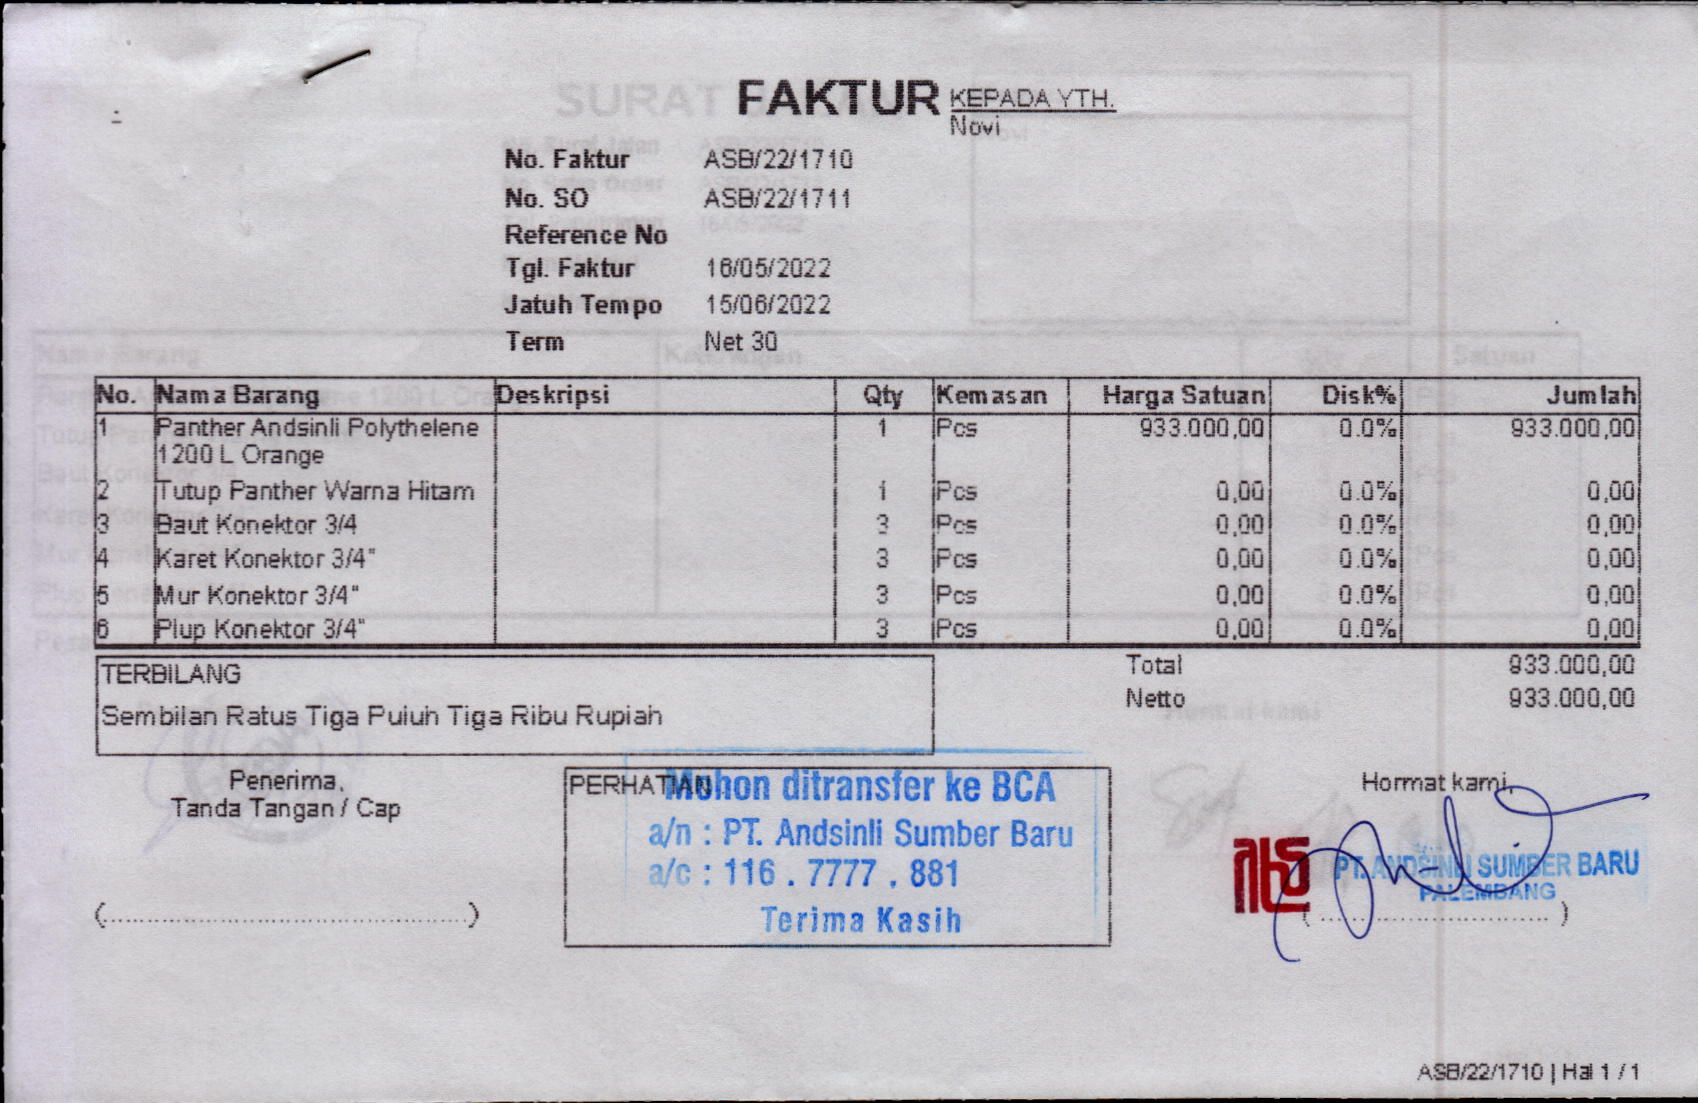 FAKTUR
KEPADA YTH.
Novi
No. Faktur ASB/22/1710
No. SO ASB/22/1711
Reference No
Tgl. Faktur 16/05/2022
Jatuh Tempo 15/06/2022
Term Net 30
No. Nama Barang Deskripsi Qty Kemasan Harga Satuan Disk% Jumlah
1 Panther Andsinli Polythelene 1 Pcs 933.000,00 0.0% 933.000,00
1200 L Orange
2 Tutup Panther Warna Hitam 1 Pcs 0,00 0.0% 0,00
3 Baut Konektor 3/4 3 Pcs 0,00 0.0% 0,00
4 Karet Konektor 3/4" 3 Pcs 0,00 0.0% 0,00
5 Mur Konektor 3/4" 3 Pcs 0,00 0.0% 0,00
6 Plup Konektor 3/4" 3 Pcs 0,00 0.0% 0,00
Total 933.000,00
Netto 933.000,00
TERBILANG
Sembilan Ratus Tiga Puluh Tiga Ribu Rupiah
Penerima,
Tanda Tangan / Cap
(........................................)
PERHATIAN
Mohon ditransfer ke BCA
a/n : PT. Andsinli Sumber Baru
a/c : 116 . 7777 . 881
Terima Kasih
Hormat kami,
PT. ANDSINLI SUMBER BARU
PALEMBANG
(........................................)
ASB/22/1710 | Hal 1 / 1